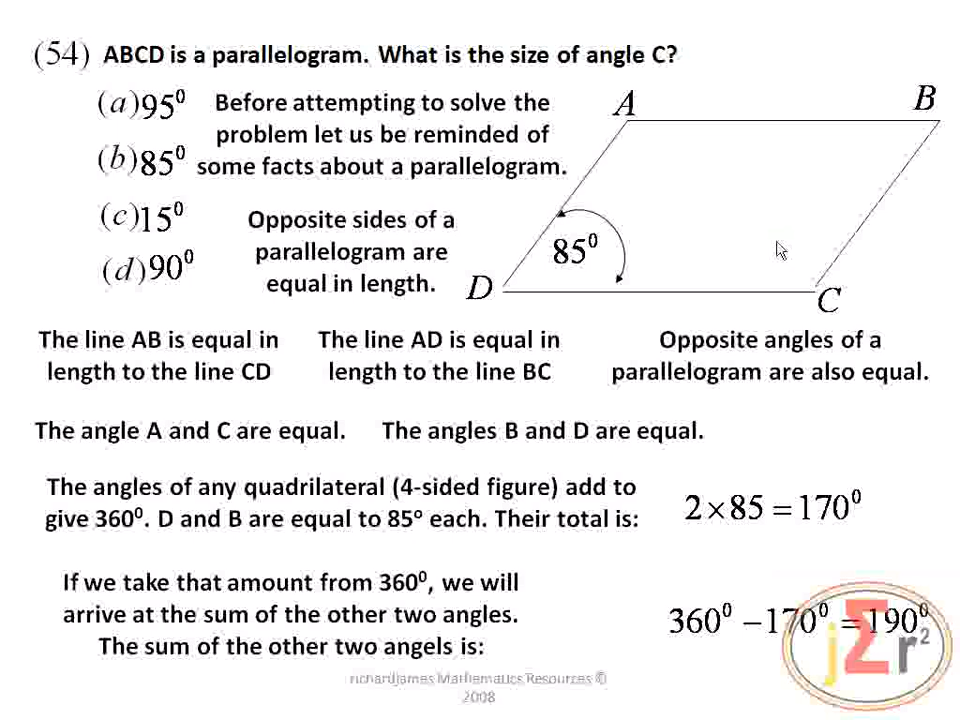 (54) ABCD is a parallelogram. What is the size of angle C?
(a) 95⁰
(b) 85⁰
(c) 15⁰
(d) 90⁰
Before attempting to solve the
problem let us be reminded of
some facts about a parallelogram.
Opposite sides of a
parallelogram are
equal in length.
A
B
85⁰
D
C
The line AB is equal in
length to the line CD
The line AD is equal in
length to the line BC
Opposite angles of a
parallelogram are also equal.
The angle A and C are equal.
The angles B and D are equal.
The angles of any quadrilateral (4-sided figure) add to
give 360⁰. D and B are equal to 85° each. Their total is:
2 × 85 = 170⁰
If we take that amount from 360⁰, we will
arrive at the sum of the other two angles.
The sum of the other two angels is:
360⁰ − 170⁰ = 190⁰
jΣr²
richardjames Mathematics Resources ©
2008